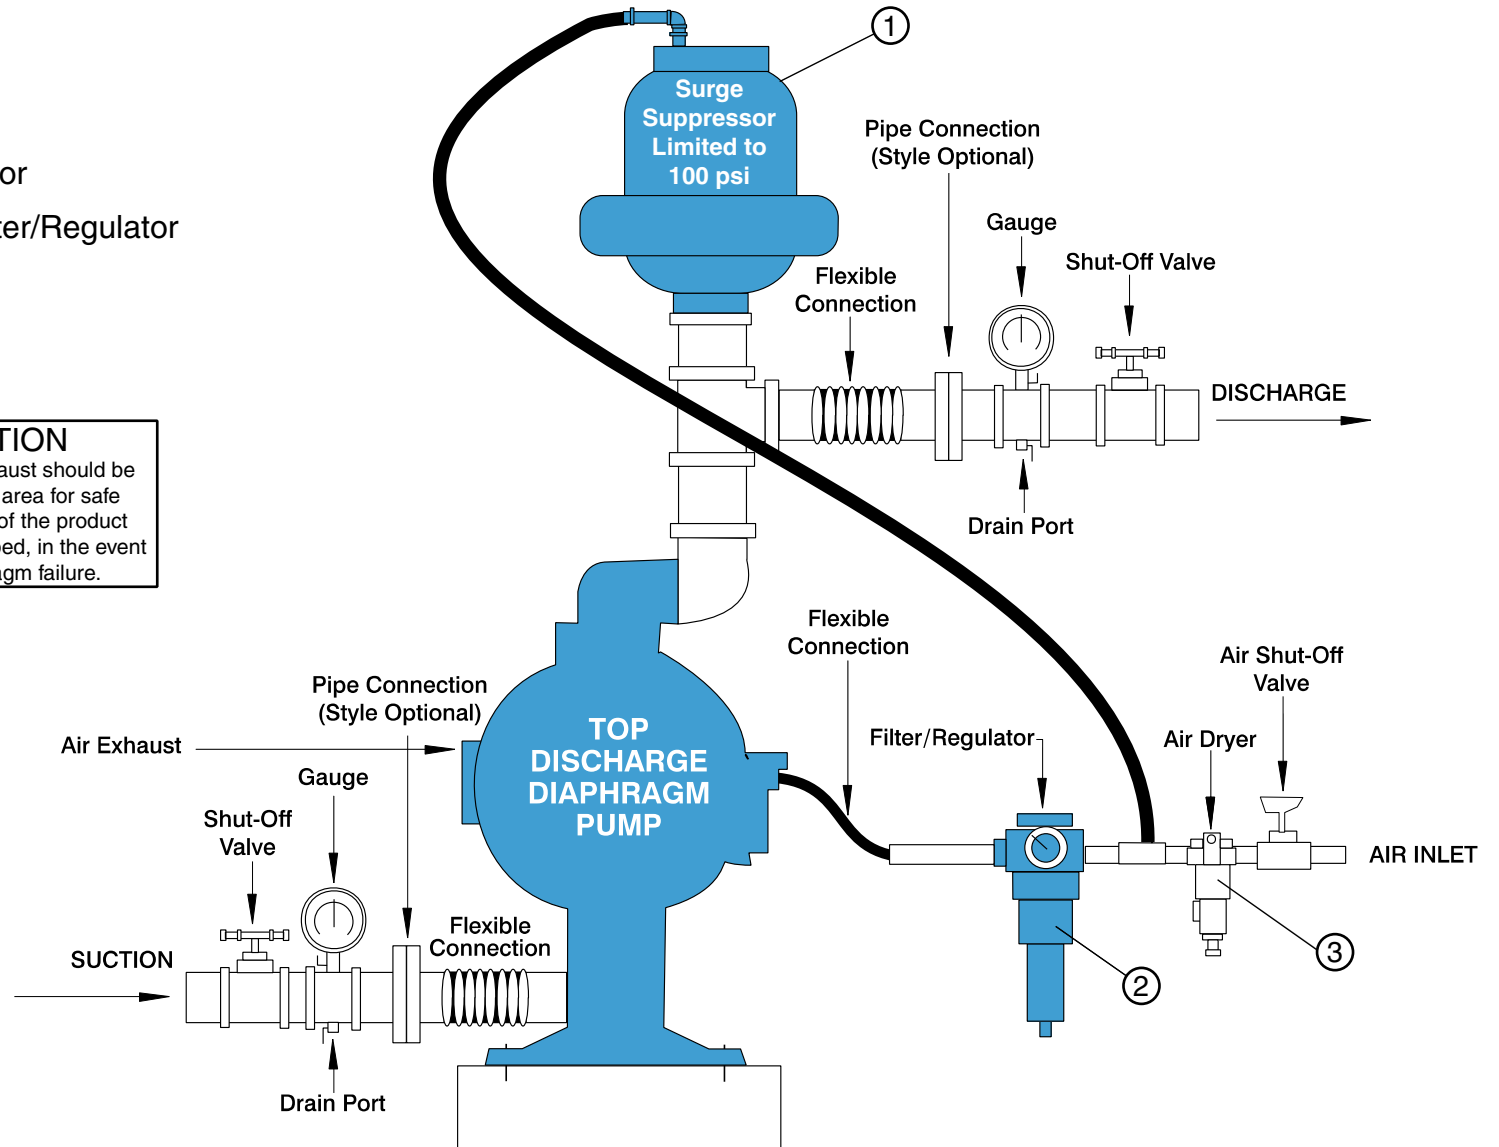 1
Surge
Suppressor
Limited to
100 psi
Pipe Connection
(Style Optional)
or
ter/Regulator
Gauge
Shut-Off Valve
Flexible
Connection
DISCHARGE
TION
aust should be
area for safe
of the product
ped, in the event
agm failure.
Drain Port
Flexible
Connection
Air Shut-Off
Valve
Pipe Connection
(Style Optional)
Air Exhaust
TOP
DISCHARGE
DIAPHRAGM
PUMP
Filter/Regulator
Air Dryer
Gauge
Shut-Off
Valve
AIR INLET
Flexible
Connection
SUCTION
3
2
Drain Port